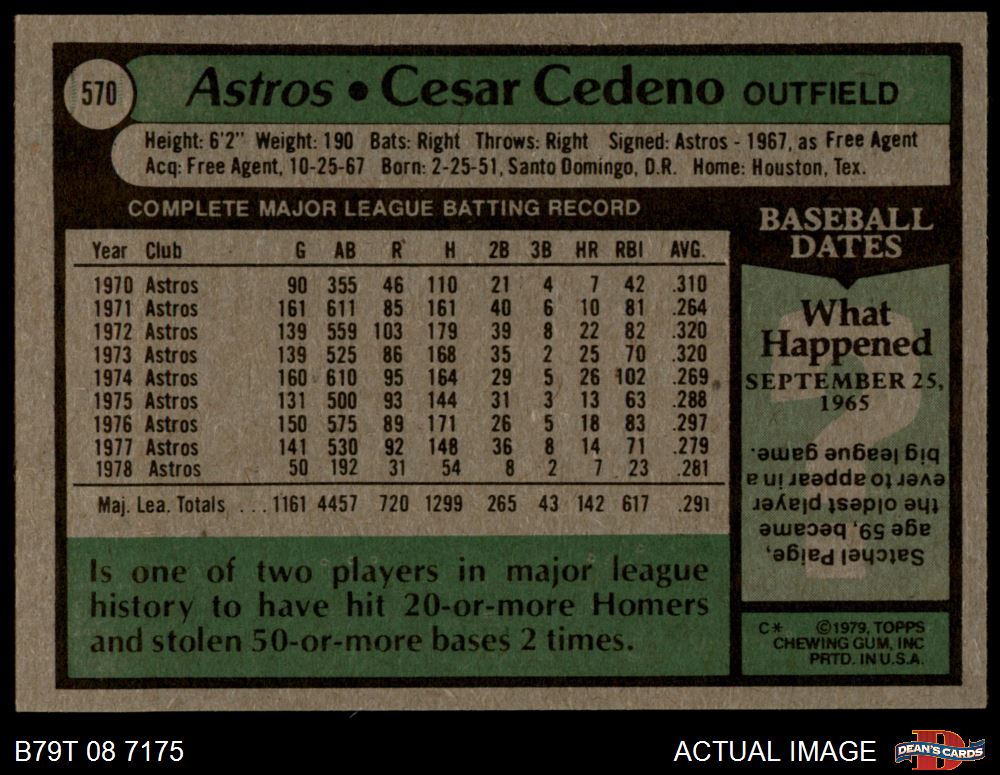 570
Astros • Cesar Cedeno OUTFIELD
Height: 6'2" Weight: 190 Bats: Right Throws: Right Signed: Astros - 1967, as Free Agent
Acq: Free Agent, 10-25-67 Born: 2-25-51, Santo Domingo, D.R. Home: Houston, Tex.
COMPLETE MAJOR LEAGUE BATTING RECORD
Year Club G AB R H 2B 3B HR RBI AVG.
1970 Astros 90 355 46 110 21 4 7 42 .310
1971 Astros 161 611 85 161 40 6 10 81 .264
1972 Astros 139 559 103 179 39 8 22 82 .320
1973 Astros 139 525 86 168 35 2 25 70 .320
1974 Astros 160 610 95 164 29 5 26 102 .269
1975 Astros 131 500 93 144 31 3 13 63 .288
1976 Astros 150 575 89 171 26 5 18 83 .297
1977 Astros 141 530 92 148 36 8 14 71 .279
1978 Astros 50 192 31 54 8 2 7 23 .281
Maj. Lea. Totals ... 1161 4457 720 1299 265 43 142 617 .291
Is one of two players in major league
history to have hit 20-or-more Homers
and stolen 50-or-more bases 2 times.
BASEBALL
DATES
What
Happened
SEPTEMBER 25,
1965
Satchel Paige,
age 59, became
the oldest player
ever to appear in a
big league game.
C* ©1979, TOPPS
CHEWING GUM, INC
PRTD. IN U.S.A.
B79T 08 7175
ACTUAL IMAGE
D
DEAN'S CARDS